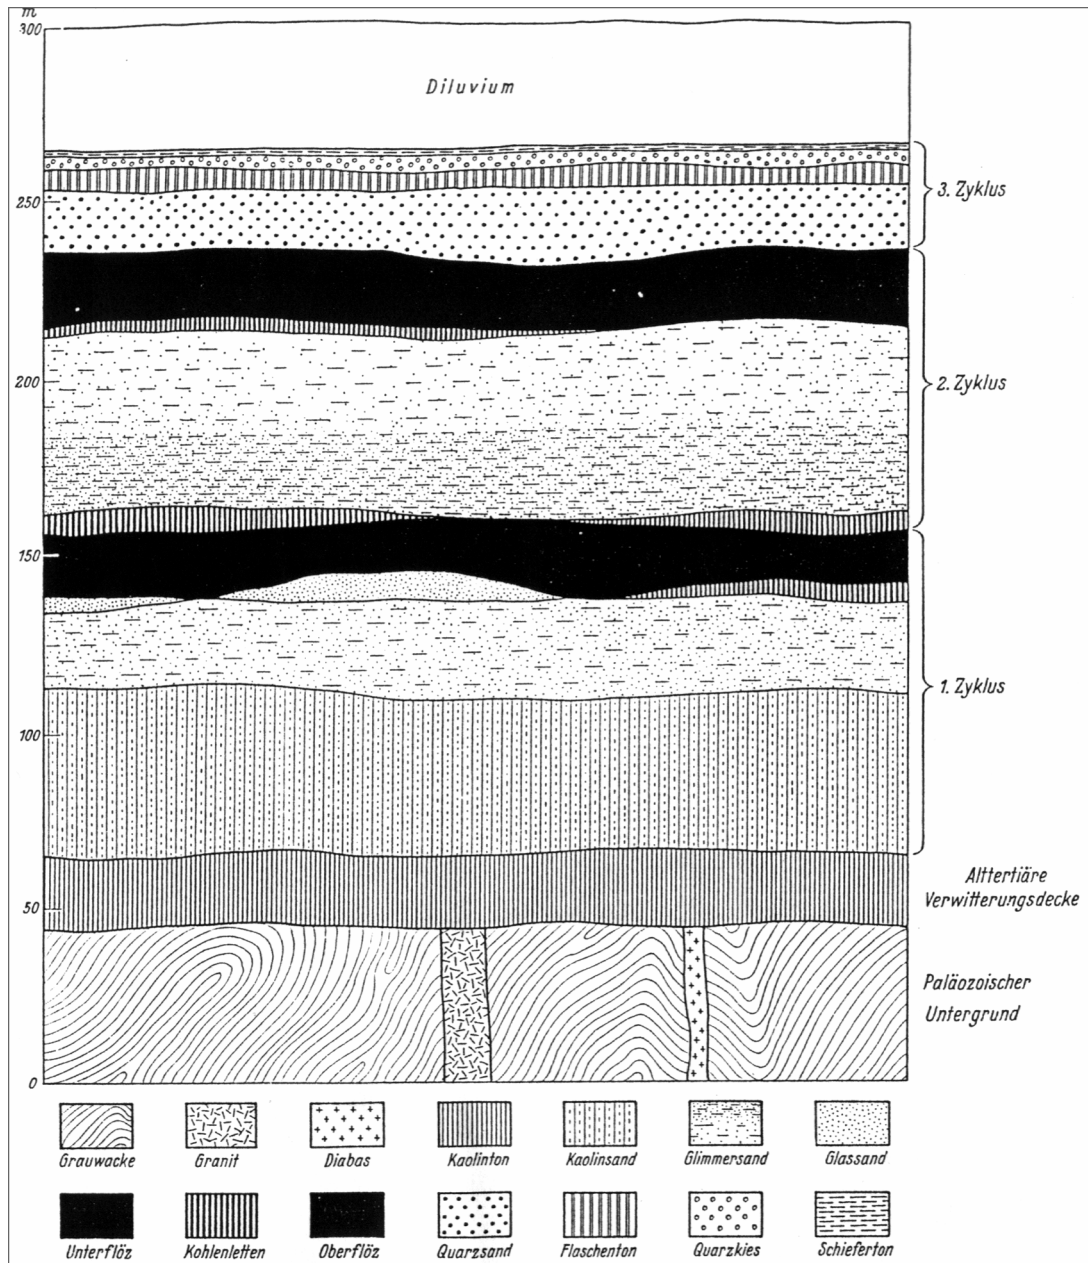 m
300
Diluvium
250
3. Zyklus
200
2. Zyklus
150
1. Zyklus
100
Alttertiäre
Verwitterungsdecke
50
Paläozoischer
Untergrund
0
Grauwacke Granit Diabas Kaolinton Kaolinsand Glimmersand Glassand
Unterflöz Kohlenletten Oberflöz Quarzsand Flaschenton Quarzkies Schieferton